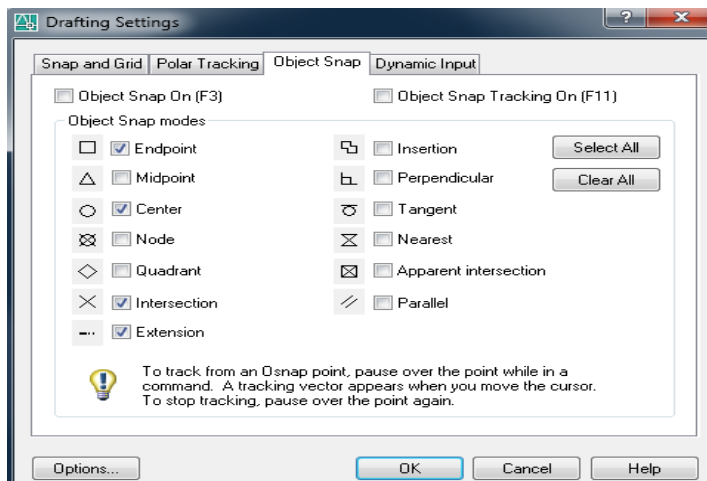 Drafting Settings
Snap and Grid Polar Tracking Object Snap Dynamic Input
Object Snap On (F3) Object Snap Tracking On (F11)
Object Snap modes
Endpoint Insertion Select All
Midpoint Perpendicular Clear All
Center Tangent
Node Nearest
Quadrant Apparent intersection
Intersection Parallel
Extension
To track from an Osnap point, pause over the point while in a
command. A tracking vector appears when you move the cursor.
To stop tracking, pause over the point again.
Options... OK Cancel Help